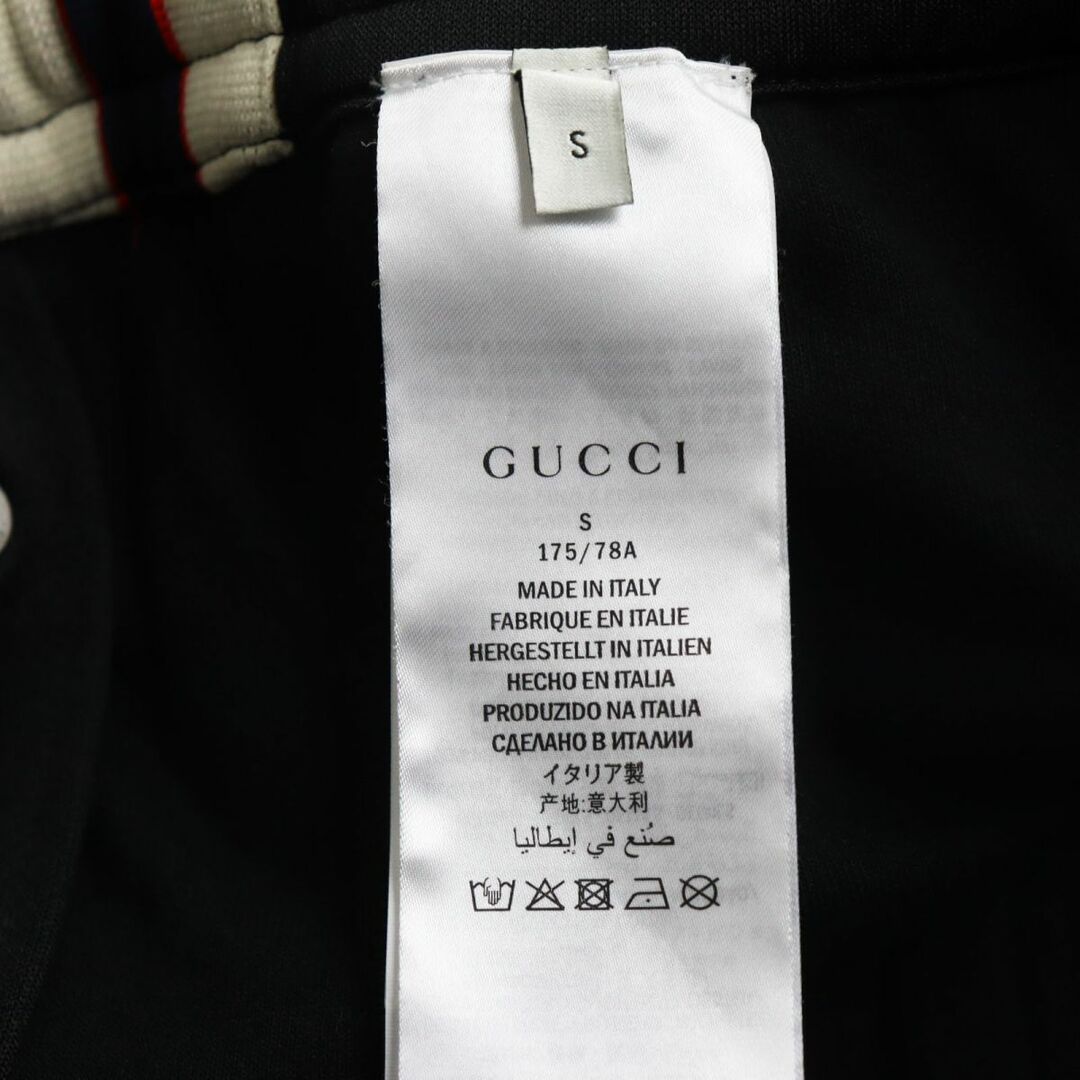 S
GUCCI
S
175/78A
MADE IN ITALY
FABRIQUE EN ITALIE
HERGESTELLT IN ITALIEN
HECHO EN ITALIA
PRODUZIDO NA ITALIA
СДЕЛАНО В ИТАЛИИ
イタリア製
产地:意大利
صُنع في إيطاليا